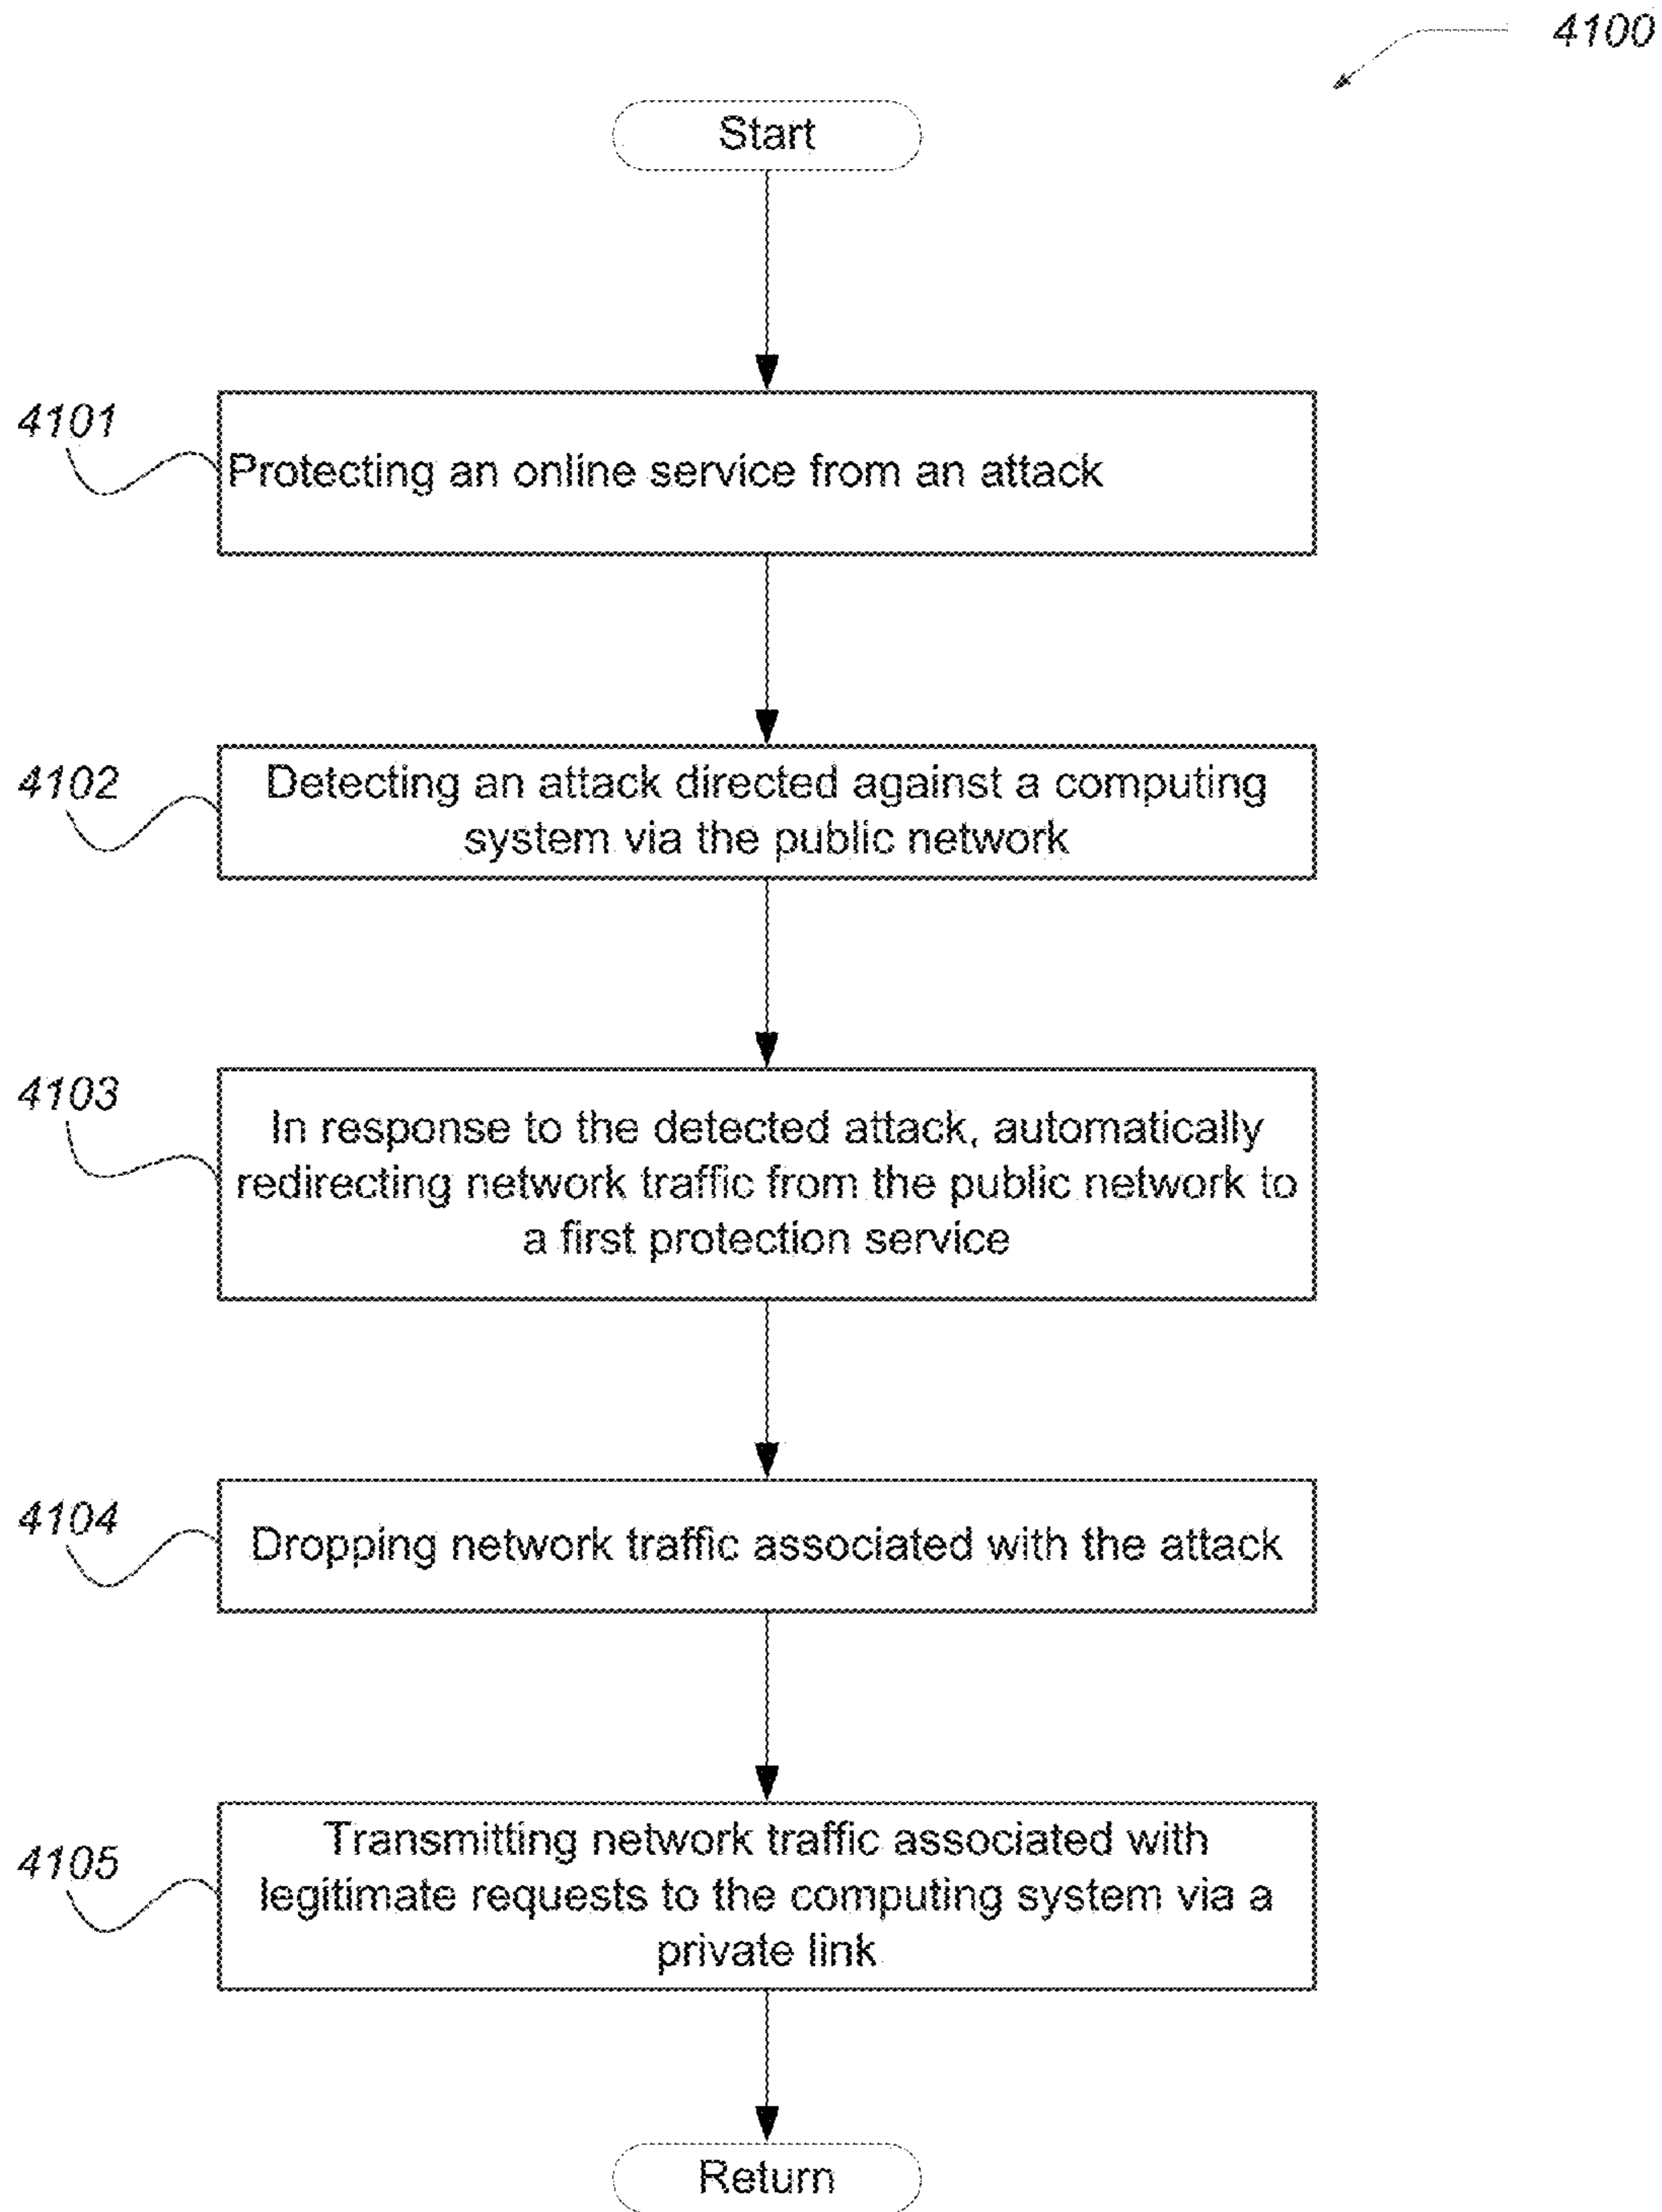 4100
Start
4101
Protecting an online service from an attack
4102
Detecting an attack directed against a computing
system via the public network
4103
In response to the detected attack, automatically
redirecting network traffic from the public network to
a first protection service
4104
Dropping network traffic associated with the attack
4105
Transmitting network traffic associated with
legitimate requests to the computing system via a
private link
Return